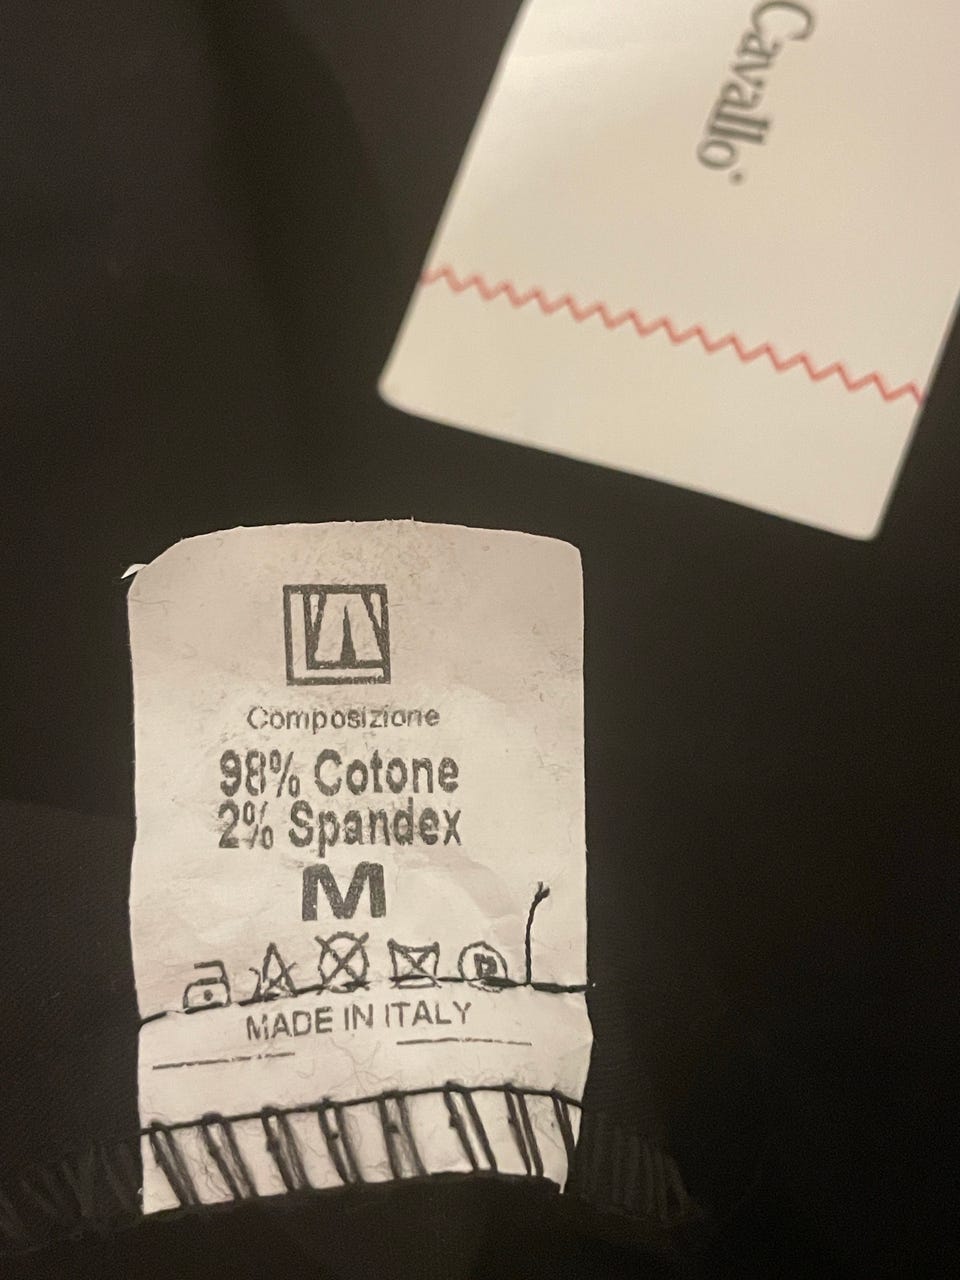 Cavallo®
Composizione
98% Cotone
2% Spandex
M
P
MADE IN ITALY